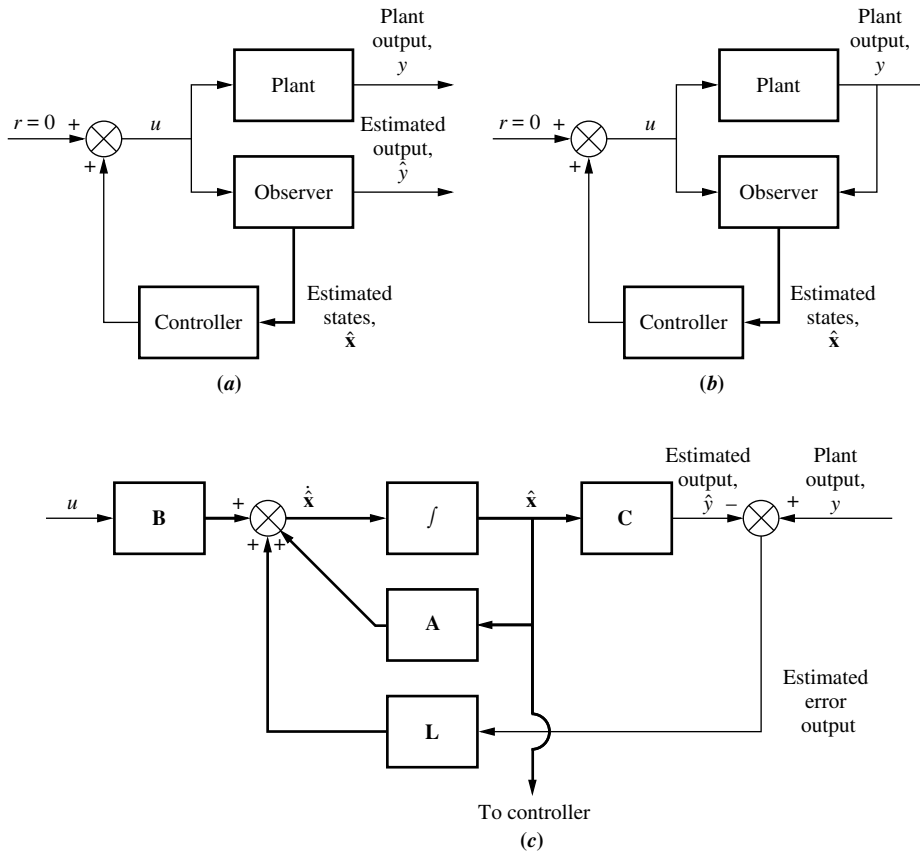 Plant
output,
y
Plant
r = 0
+
u
+
Estimated
output,
ŷ
Observer
Controller
Estimated
states,
x̂
(a)
Plant
output,
y
Plant
r = 0
+
u
+
Observer
Controller
Estimated
states,
x̂
(b)
u
B
+
+
+
x̂̇
∫
x̂
C
Estimated
output,
ŷ
−
+
Plant
output,
y
A
L
Estimated
error
output
To controller
(c)